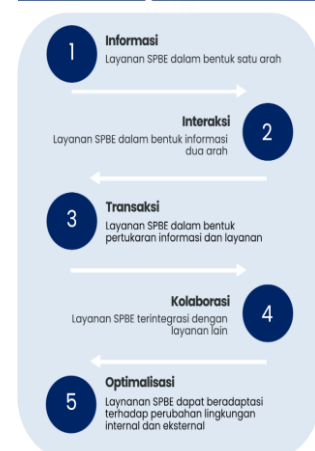 1
Informasi
Layanan SPBE dalam bentuk satu arah
Interaksi
Layanan SPBE dalam bentuk informasi
dua arah
2
3
Transaksi
Layanan SPBE dalam bentuk
pertukaran informasi dan layanan
Kolaborasi
Layanan SPBE terintegrasi dengan
layanan lain
4
5
Optimalisasi
Laynanan SPBE dapat beradaptasi
terhadap perubahan lingkungan
internal dan eksternal